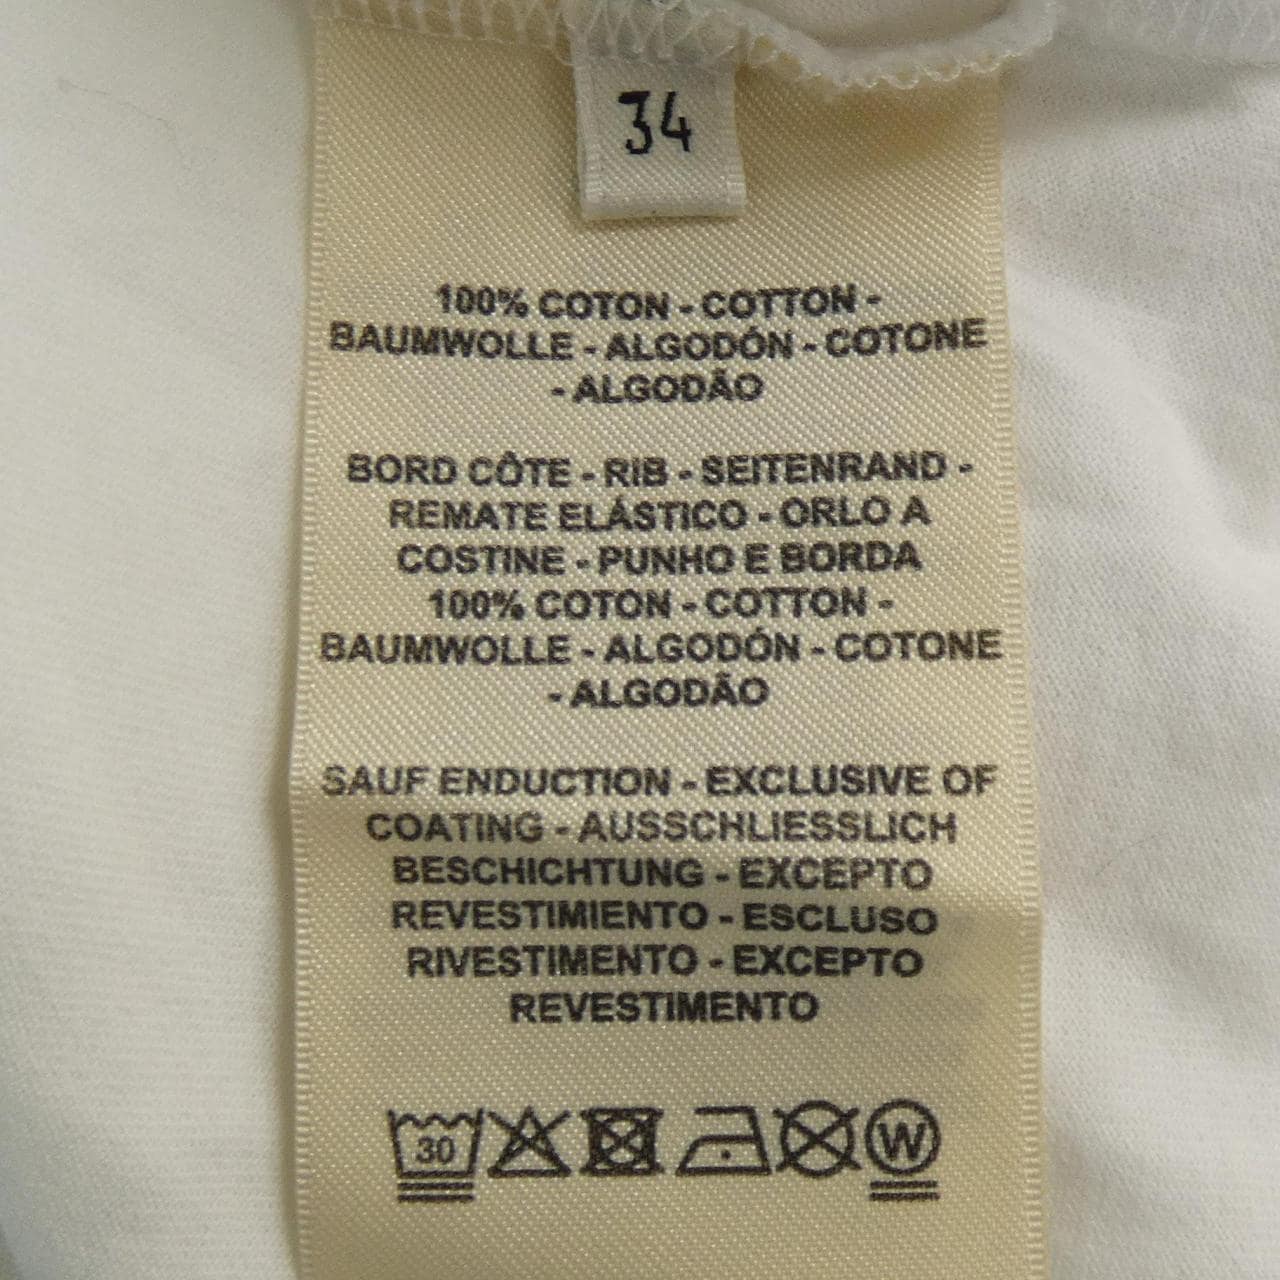 34
100% COTON - COTTON -
BAUMWOLLE - ALGODÓN - COTONE
- ALGODÃO
BORD CÔTE - RIB - SEITENRAND -
REMATE ELÁSTICO - ORLO A
COSTINE - PUNHO E BORDA
100% COTON - COTTON -
BAUMWOLLE - ALGODÓN - COTONE
- ALGODÃO
SAUF ENDUCTION - EXCLUSIVE OF
COATING - AUSSCHLIESSLICH
BESCHICHTUNG - EXCEPTO
REVESTIMIENTO - ESCLUSO
RIVESTIMENTO - EXCEPTO
REVESTIMENTO
30 W